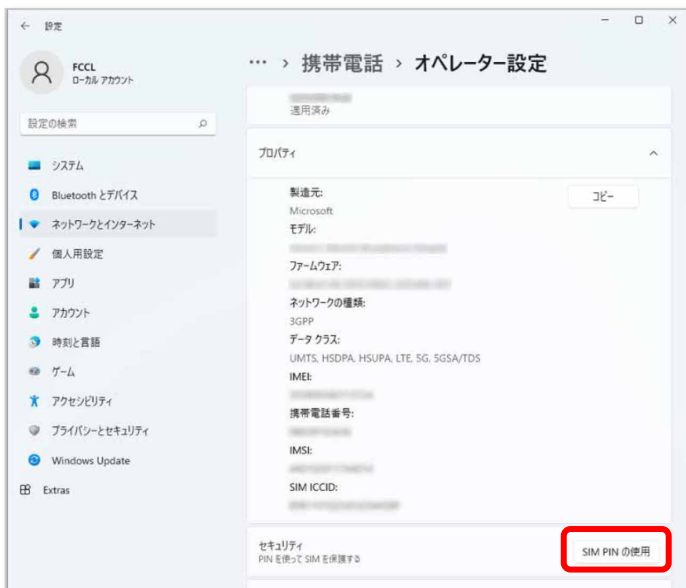 設定
FCCL
ローカル アカウント
設定の検索
システム
Bluetooth とデバイス
ネットワークとインターネット
個人用設定
アプリ
アカウント
時刻と言語
ゲーム
アクセシビリティ
プライバシーとセキュリティ
Windows Update
Extras
… › 携帯電話 › オペレーター設定
適用済み
プロパティ
製造元:
コピー
Microsoft
モデル:
ファームウェア:
ネットワークの種類:
3GPP
データ クラス:
UMTS, HSDPA, HSUPA, LTE, 5G, 5GSA/TDS
IMEI:
携帯電話番号:
IMSI:
SIM ICCID:
セキュリティ
PIN を使って SIM を保護する
SIM PIN の使用